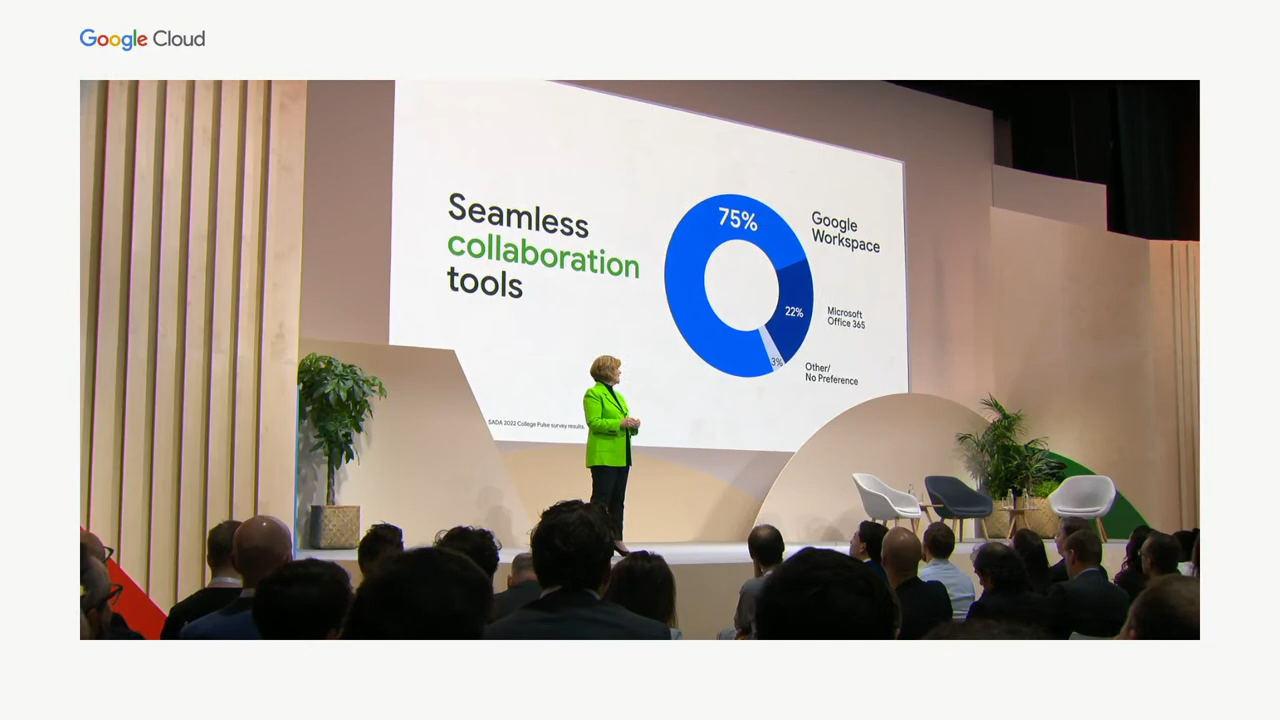 Google Cloud
Seamless
collaboration
tools
75%
Google
Workspace
22%
Microsoft
Office 365
3%
Other/
No Preference
SADA 2022 College Pulse survey results.